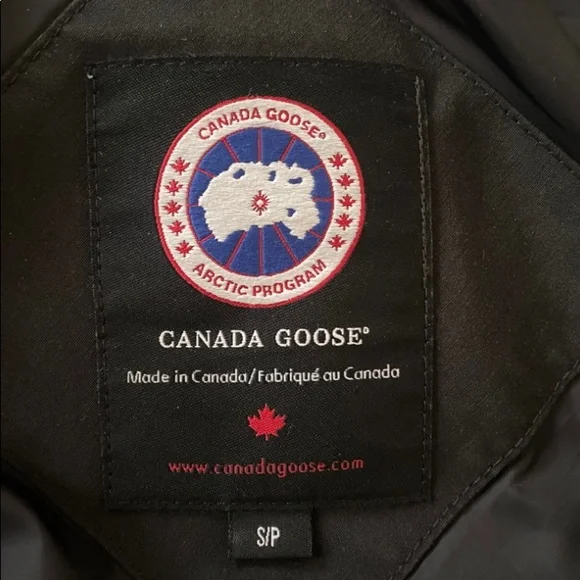 CANADA GOOSE®
ARCTIC PROGRAM
CANADA GOOSE®
Made in Canada/Fabriqué au Canada
www.canadagoose.com
S/P